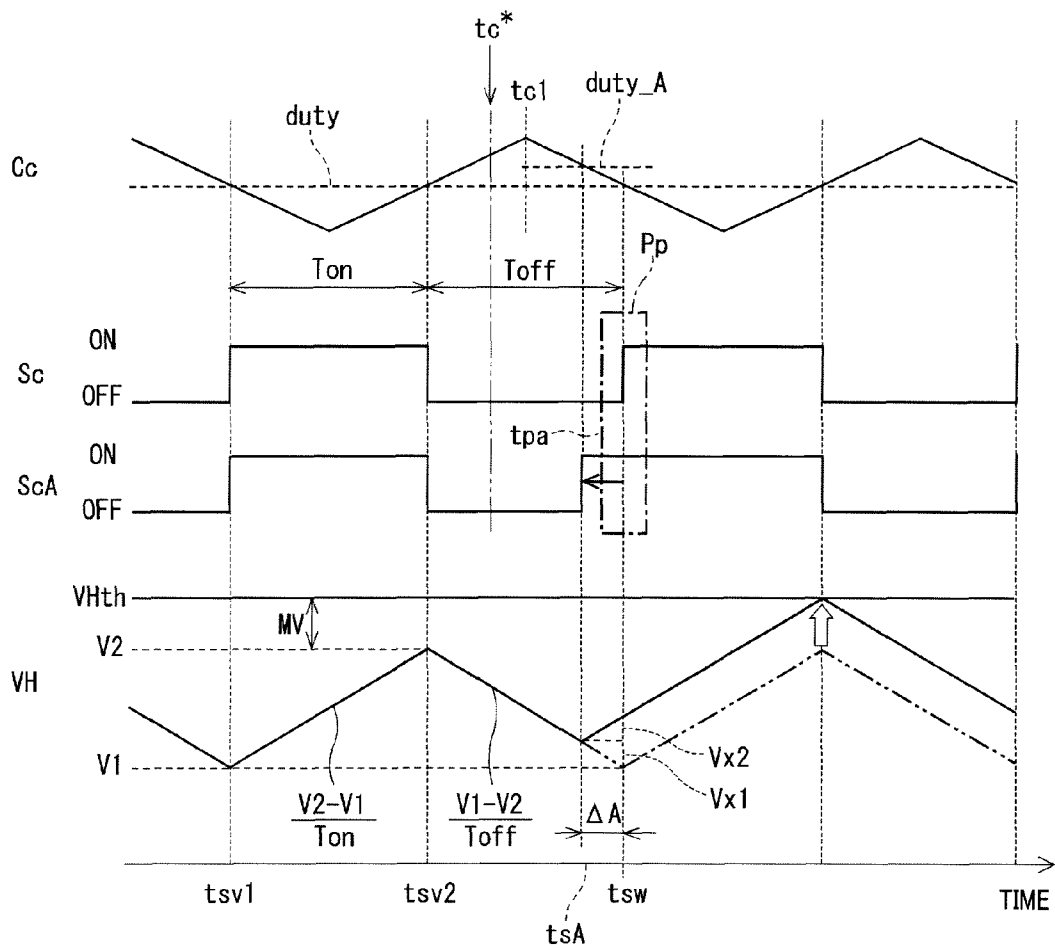 tc*
tc1
duty_A
duty
Cc
Pp
Ton
Toff
ON
Sc
OFF
tpa
ON
ScA
OFF
VHth
MV
V2
VH
V1
Vx2
Vx1
V2-V1
Ton
V1-V2
Toff
ΔA
tsv1
tsv2
tsw
TIME
tsA